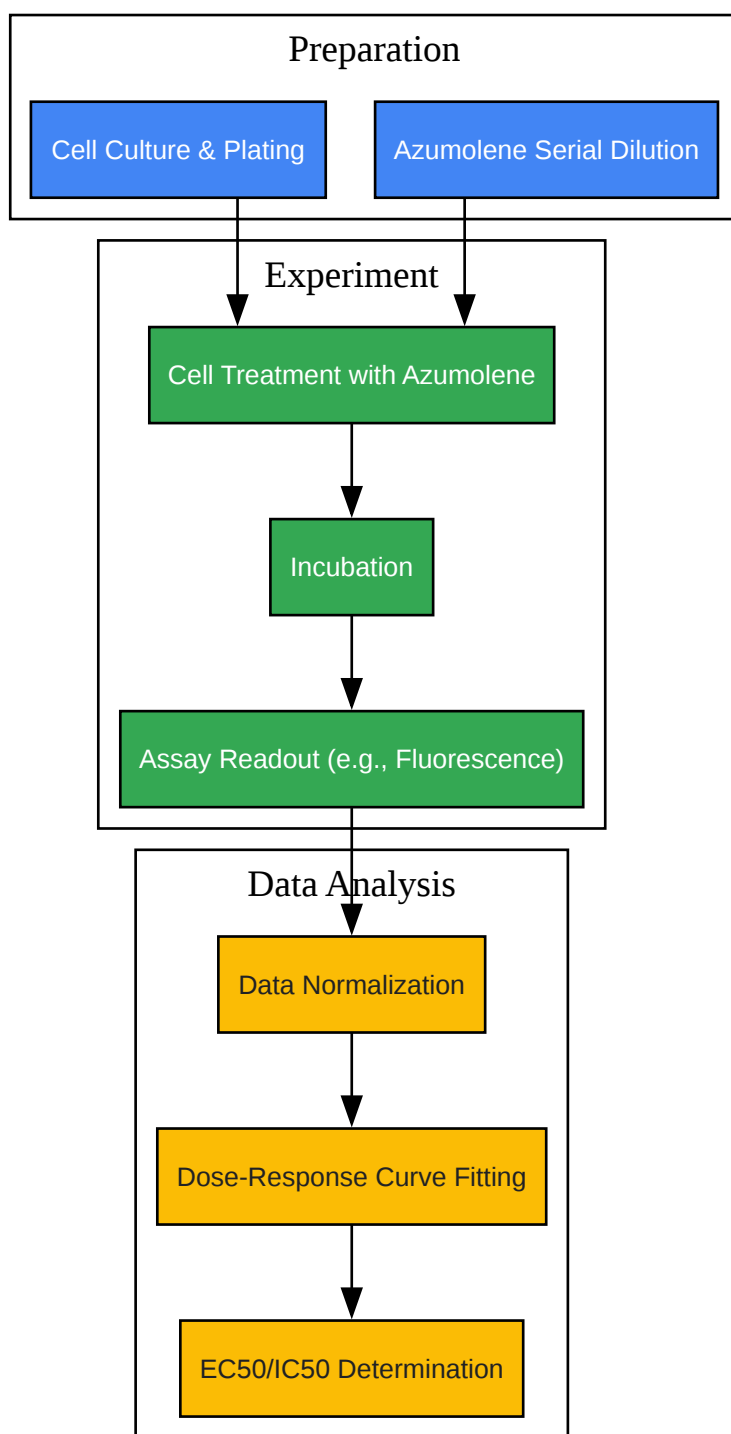 Preparation
Cell Culture & Plating
Azumolene Serial Dilution
Experiment
Cell Treatment with Azumolene
Incubation
Assay Readout (e.g., Fluorescence)
Data Analysis
Data Normalization
Dose-Response Curve Fitting
EC50/IC50 Determination